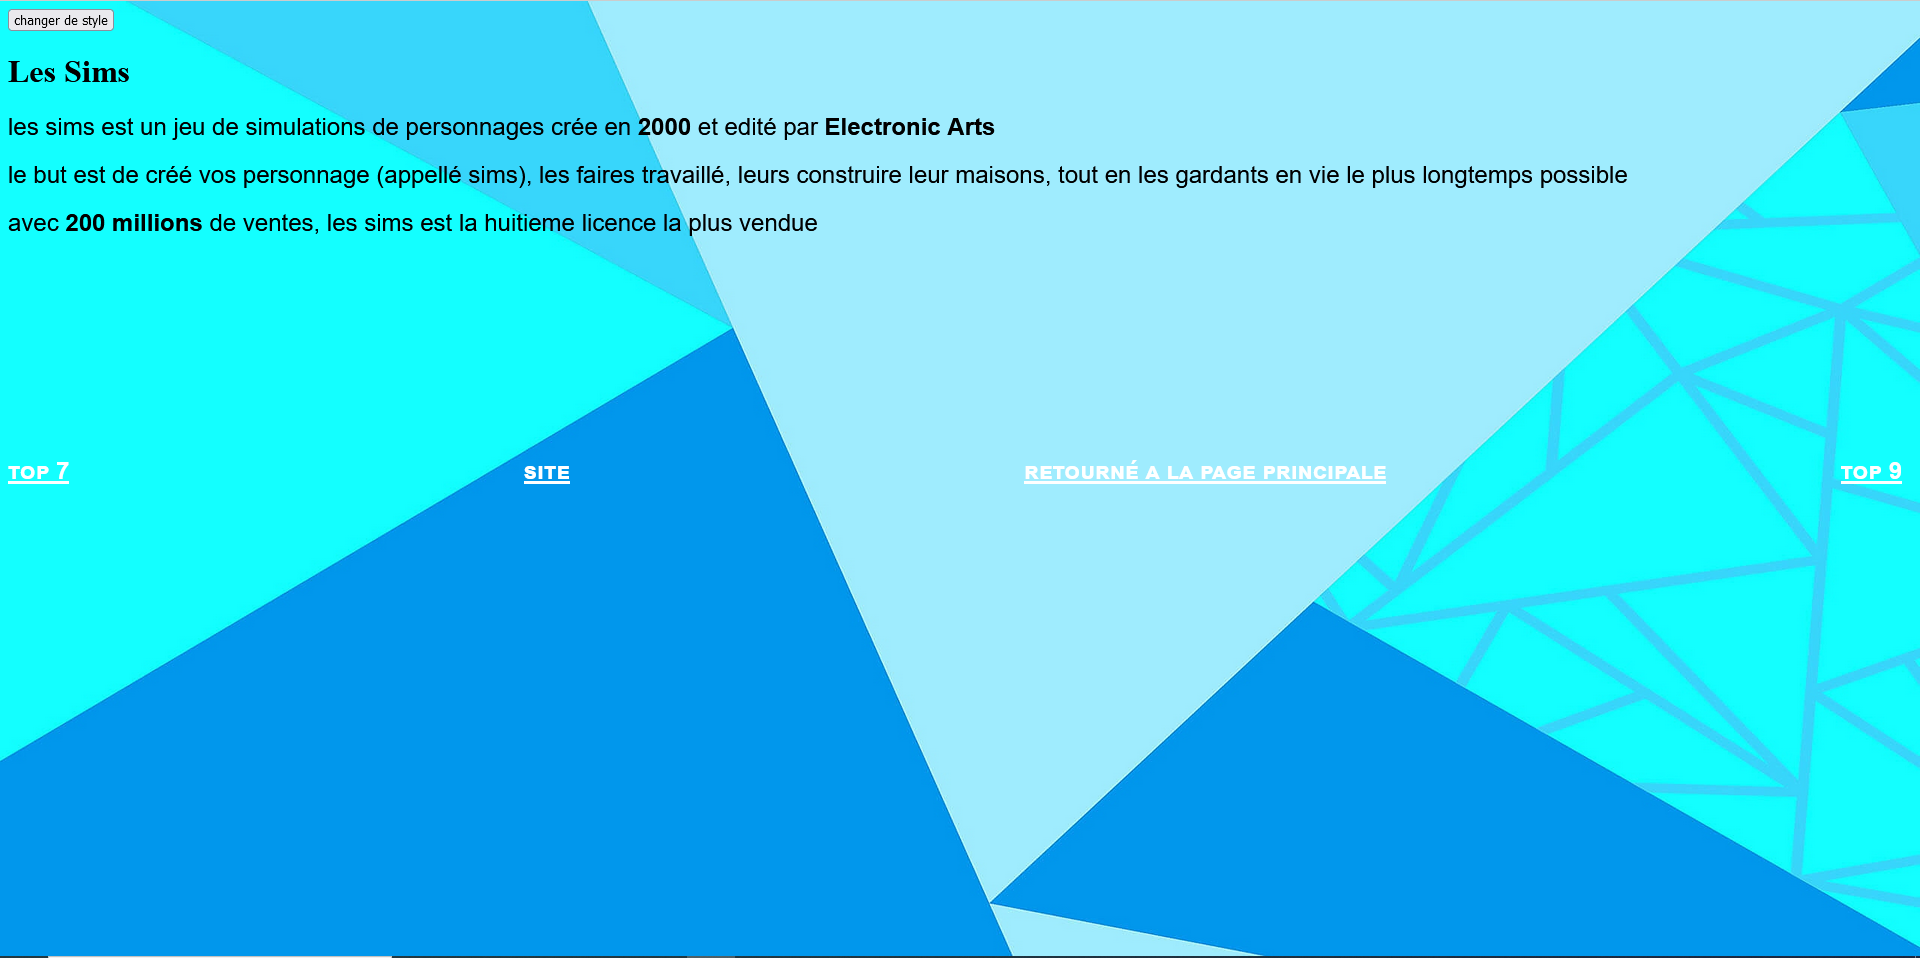 changer de style
Les Sims
les sims est un jeu de simulations de personnages crée en 2000 et edité par Electronic Arts
le but est de créé vos personnage (appellé sims), les faires travaillé, leurs construire leur maisons, tout en les gardants en vie le plus longtemps possible
avec 200 millions de ventes, les sims est la huitieme licence la plus vendue
TOP 7 SITE RETOURNÉ A LA PAGE PRINCIPALE TOP 9